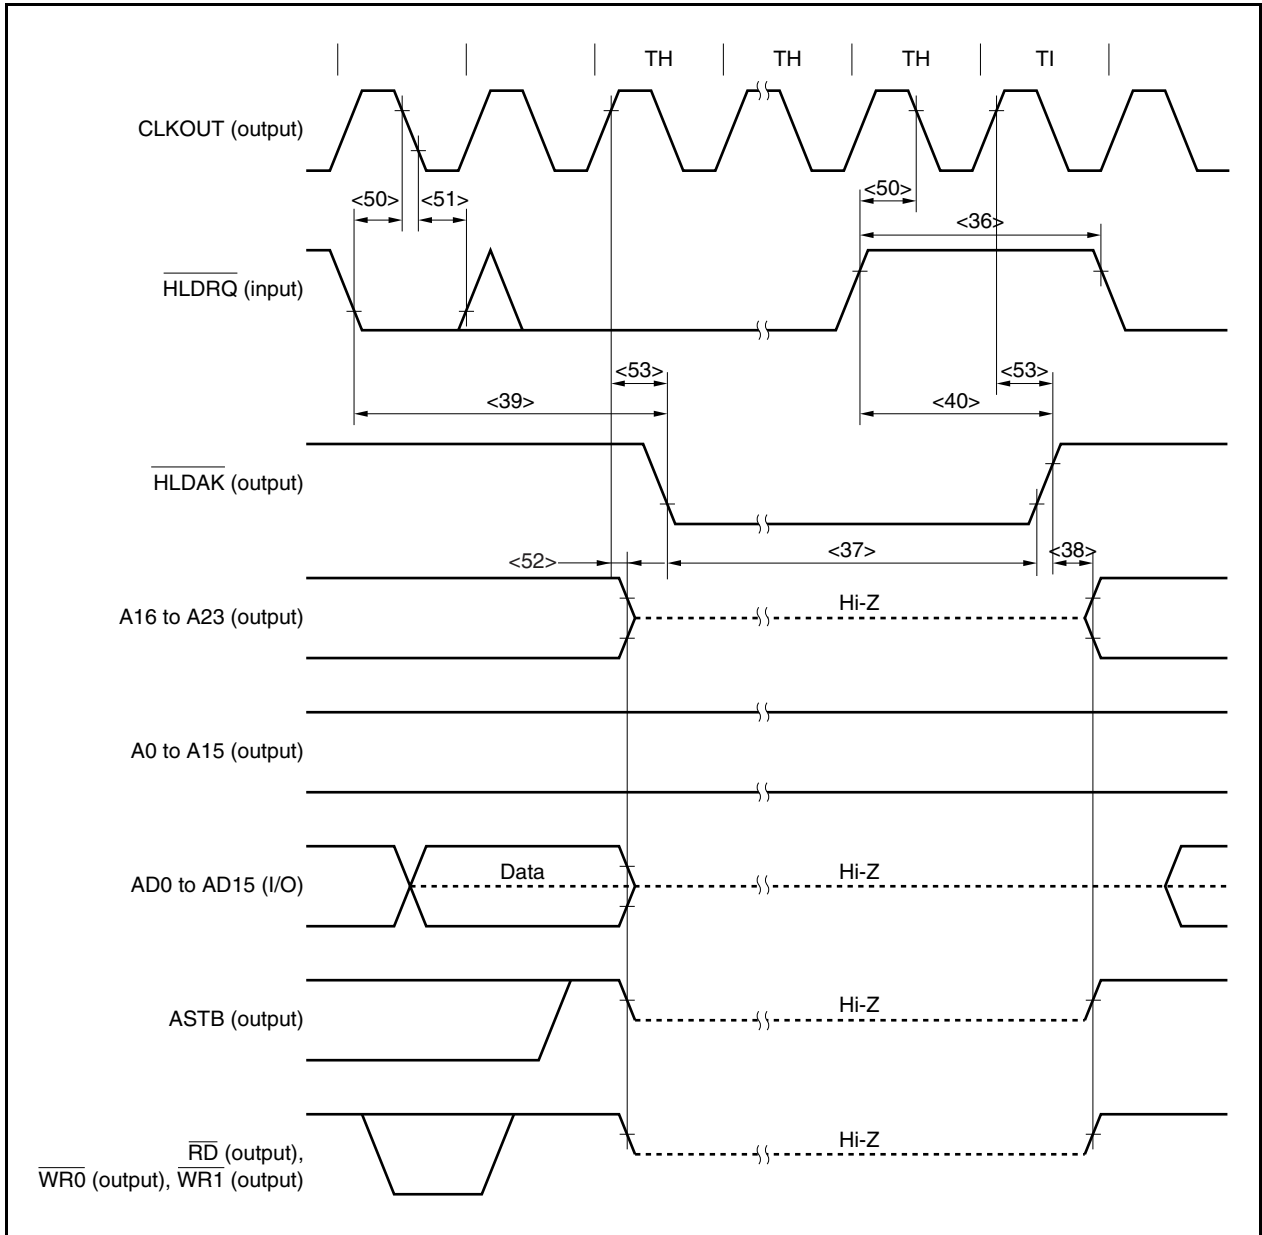 TH TH TH TI
CLKOUT (output)
<50> <51> <50>
<36>
HLDRQ (input)
<53> <53>
<39> <40>
HLDAK (output)
<52> <37> <38>
A16 to A23 (output) Hi-Z
A0 to A15 (output)
AD0 to AD15 (I/O) Data Hi-Z
ASTB (output) Hi-Z
Hi-Z
RD (output),
WR0 (output), WR1 (output)